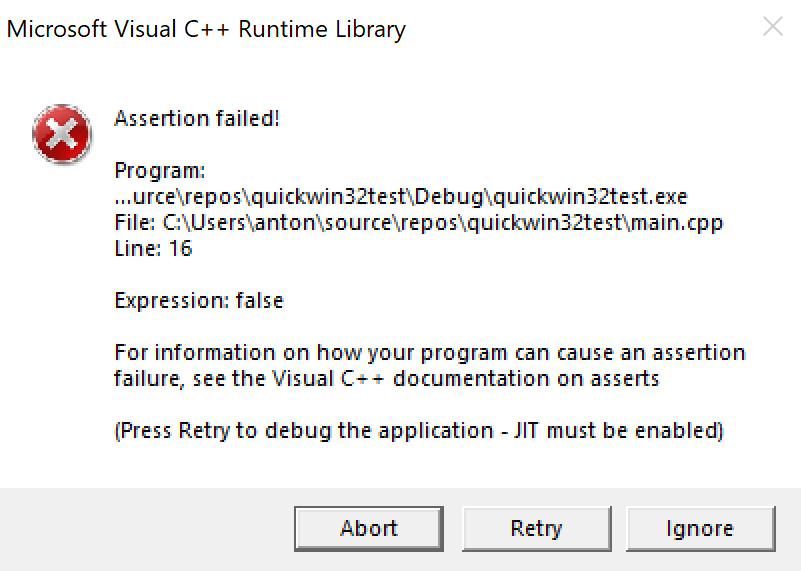 Microsoft Visual C++ Runtime Library
Assertion failed!
Program:
...urce\repos\quickwin32test\Debug\quickwin32test.exe
File: C:\Users\anton\source\repos\quickwin32test\main.cpp
Line: 16
Expression: false
For information on how your program can cause an assertion
failure, see the Visual C++ documentation on asserts
(Press Retry to debug the application - JIT must be enabled)
Abort Retry Ignore